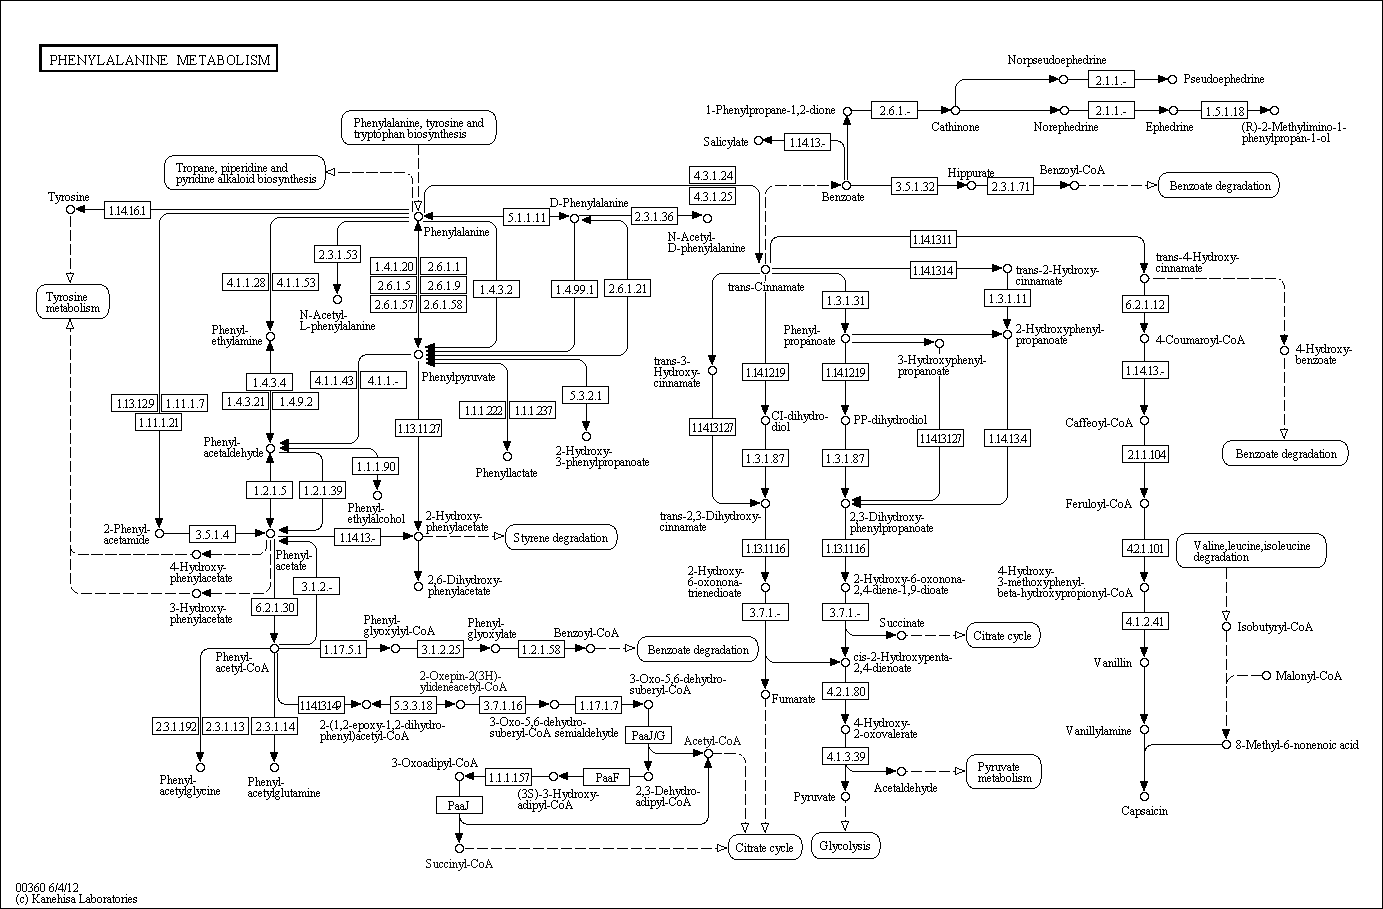 PHENYLALANINE METABOLISM
Norpseudoephedrine
2.1.1.-
Pseudoephedrine
1-Phenylpropane-1,2-dione
2.6.1.-
Cathinone
2.1.1.-
Norephedrine
Ephedrine
1.5.1.18
(R)-2-Methylimino-1-
phenylpropan-1-ol
Phenylalanine, tyrosine and
tryptophan biosynthesis
Salicylate
1.14.13.-
Tropane, piperidine and
pyridine alkaloid biosynthesis
4.3.1.24
4.3.1.25
Benzoate
3.5.1.32
Hippurate
2.3.1.71
Benzoyl-CoA
Benzoate degradation
Tyrosine
1.14.16.1
Phenylalanine
5.1.1.11
D-Phenylalanine
2.3.1.36
N-Acetyl-
D-phenylalanine
2.3.1.53
N-Acetyl-
L-phenylalanine
1.4.1.20
2.6.1.1
2.6.1.5
2.6.1.9
2.6.1.57
2.6.1.58
1.4.3.2
1.4.99.1
2.6.1.21
4.1.1.28
4.1.1.53
Tyrosine
metabolism
Phenyl-
ethylamine
1.14.13.11
trans-Cinnamate
1.14.13.14
trans-2-Hydroxy-
cinnamate
trans-4-Hydroxy-
cinnamate
1.3.1.31
1.3.1.11
6.2.1.12
Phenyl-
propanoate
2-Hydroxyphenyl-
propanoate
3-Hydroxyphenyl-
propanoate
4-Coumaroyl-CoA
4-Hydroxy-
benzoate
trans-3-
Hydroxy-
cinnamate
Phenylpyruvate
1.4.3.4
1.4.3.21
1.4.9.2
4.1.1.43
4.1.1.-
1.13.12.9
1.11.1.7
1.11.1.21
1.1.1.222
1.1.1.237
5.3.2.1
1.14.12.19
1.14.12.19
1.14.13.-
1.13.11.27
CI-dihydro-
diol
PP-dihydrodiol
Caffeoyl-CoA
1.14.13.127
1.14.13.127
1.14.13.4
Phenyl-
acetaldehyde
1.1.1.90
Phenyllactate
2-Hydroxy-
3-phenylpropanoate
1.3.1.87
1.3.1.87
2.1.1.104
Benzoate degradation
1.2.1.5
1.2.1.39
Phenyl-
ethylalcohol
trans-2,3-Dihydroxy-
cinnamate
2,3-Dihydroxy-
phenylpropanoate
Feruloyl-CoA
2-Phenyl-
acetamide
3.5.1.4
Phenyl-
acetate
1.14.13.-
2-Hydroxy-
phenylacetate
Styrene degradation
1.13.11.16
1.13.11.16
4.2.1.101
Valine,leucine,isoleucine
degradation
4-Hydroxy-
phenylacetate
3-Hydroxy-
phenylacetate
3.1.2.-
2,6-Dihydroxy-
phenylacetate
2-Hydroxy-
6-oxonona-
trienedioate
2-Hydroxy-6-oxonona-
2,4-diene-1,9-dioate
4-Hydroxy-
3-methoxyphenyl-
beta-hydroxypropionyl-CoA
6.2.1.30
3.7.1.-
3.7.1.-
4.1.2.41
Isobutyryl-CoA
Succinate
Citrate cycle
Phenyl-
acetyl-CoA
1.17.5.1
Phenyl-
glyoxylyl-CoA
3.1.2.25
Phenyl-
glyoxylate
1.2.1.58
Benzoyl-CoA
Benzoate degradation
cis-2-Hydroxypenta-
2,4-dienoate
Vanillin
Malonyl-CoA
2-Oxepin-2(3H)-
ylideneacetyl-CoA
3-Oxo-5,6-dehydro-
suberyl-CoA
Fumarate
4.2.1.80
1.14.13.149
5.3.3.18
3.7.1.16
1.17.1.7
2-(1,2-epoxy-1,2-dihydro-
phenyl)acetyl-CoA
3-Oxo-5,6-dehydro-
suberyl-CoA semialdehyde
2.3.1.192
2.3.1.13
2.3.1.14
PaaJ/G
Acetyl-CoA
4-Hydroxy-
2-oxovalerate
Vanillylamine
8-Methyl-6-nonenoic acid
4.1.3.39
Pyruvate
metabolism
Acetaldehyde
Phenyl-
acetylglycine
Phenyl-
acetylglutamine
3-Oxoadipyl-CoA
1.1.1.157
PaaF
(3S)-3-Hydroxy-
adipyl-CoA
2,3-Dehydro-
adipyl-CoA
PaaJ
Pyruvate
Capsaicin
Succinyl-CoA
Citrate cycle
Glycolysis
00360 6/4/12
(c) Kanehisa Laboratories